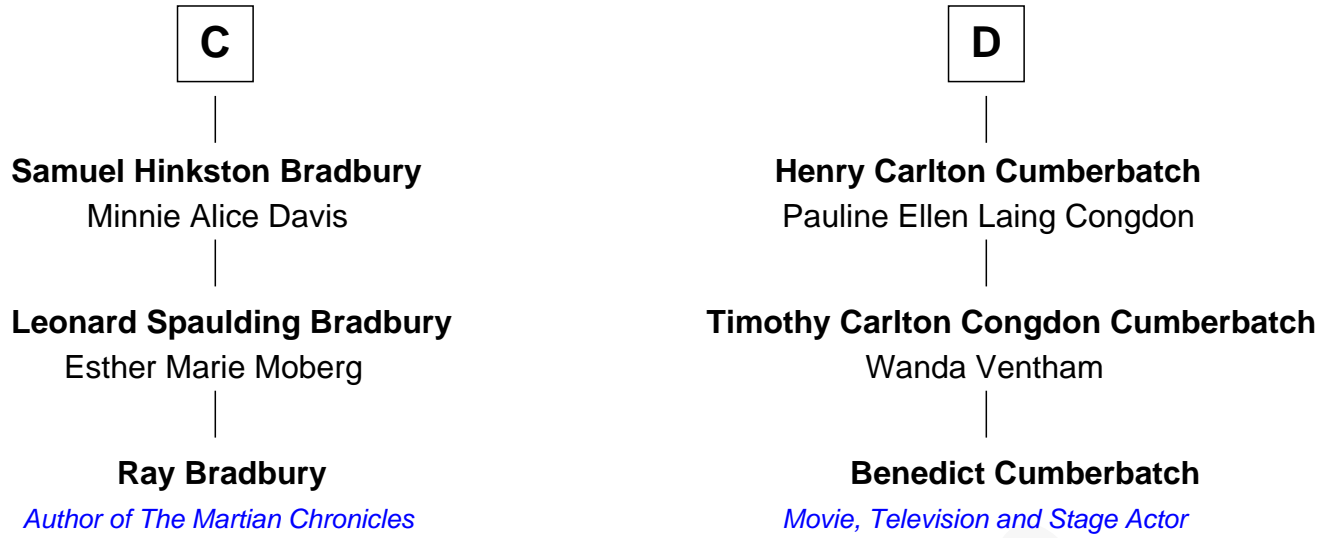 C
Samuel Hinkston Bradbury
Minnie Alice Davis
Leonard Spaulding Bradbury
Esther Marie Moberg
Ray Bradbury
Author of The Martian Chronicles
D
Henry Carlton Cumberbatch
Pauline Ellen Laing Congdon
Timothy Carlton Congdon Cumberbatch
Wanda Ventham
Benedict Cumberbatch
Movie, Television and Stage Actor